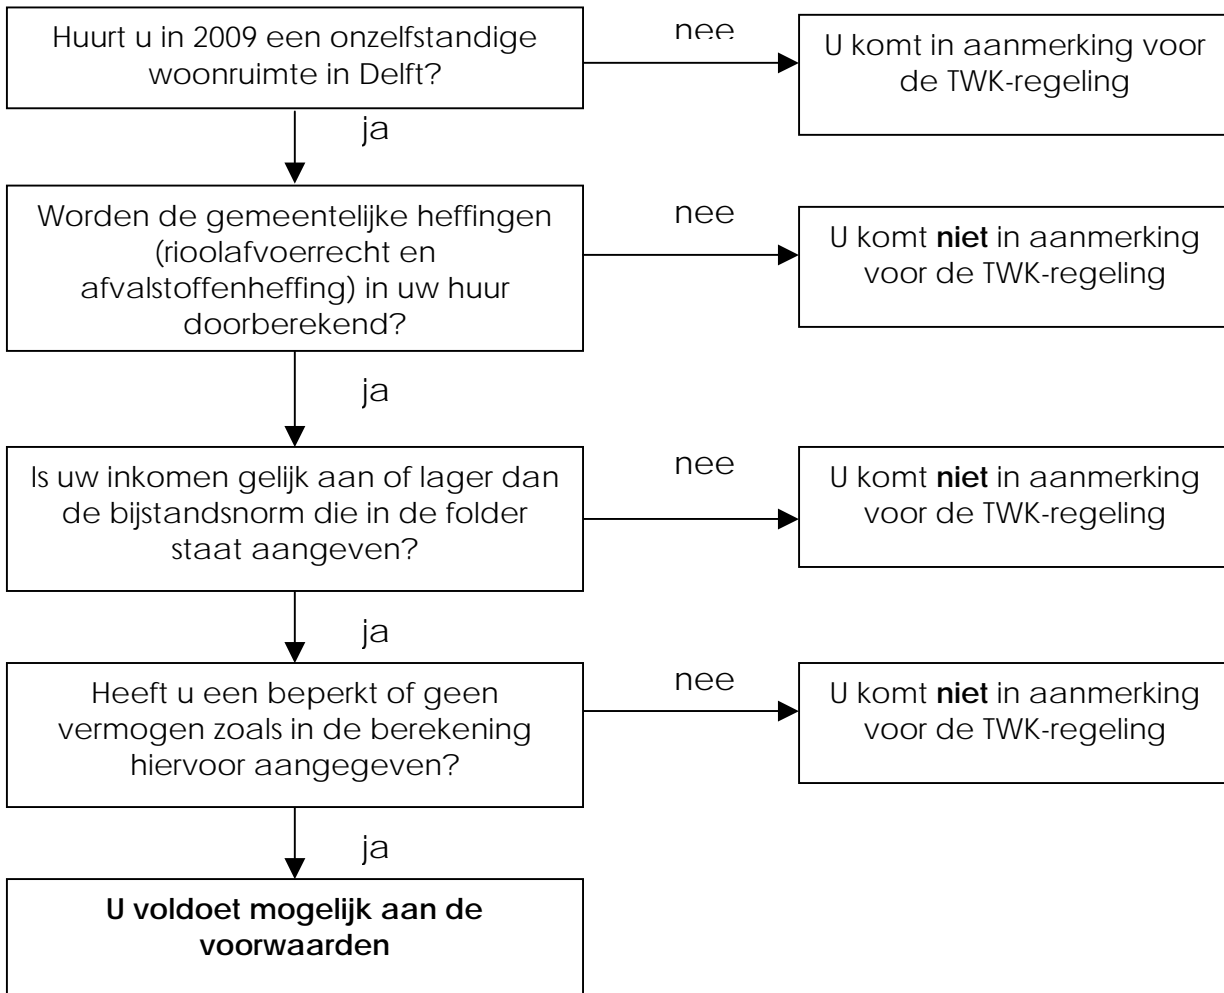 Huurt u in 2009 een onzelfstandige
woonruimte in Delft?
nee
U komt in aanmerking voor
de TWK-regeling
ja
Worden de gemeentelijke heffingen
(rioolafvoerrecht en
afvalstoffenheffing) in uw huur
doorberekend?
nee
U komt niet in aanmerking
voor de TWK-regeling
ja
Is uw inkomen gelijk aan of lager dan
de bijstandsnorm die in de folder
staat aangeven?
nee
U komt niet in aanmerking
voor de TWK-regeling
ja
Heeft u een beperkt of geen
vermogen zoals in de berekening
hiervoor aangegeven?
nee
U komt niet in aanmerking
voor de TWK-regeling
ja
U voldoet mogelijk aan de
voorwaarden